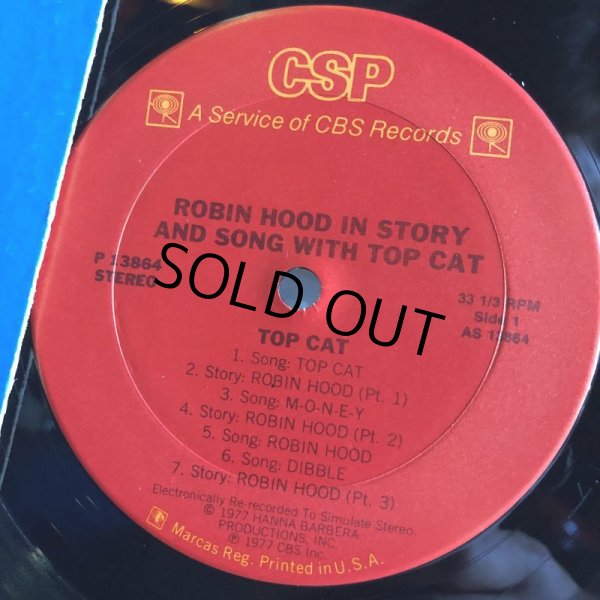 CSP
A Service of CBS Records
ROBIN HOOD IN STORY
AND SONG WITH TOP CAT
P 13864
STEREO
33 1/3 RPM
Side 1
AS 13864
SOLD OUT
TOP CAT
1. Song: TOP CAT
2. Story: ROBIN HOOD (Pt. 1)
3. Song: M-O-N-E-Y
4. Story: ROBIN HOOD (Pt. 2)
5. Song: ROBIN HOOD
6. Song: DIBBLE
7. Story: ROBIN HOOD (Pt. 3)
Electronically Re-recorded To Simulate Stereo.
© 1977 HANNA BARBERA
PRODUCTIONS, INC.
℗ 1977 CBS Inc.
Marcas Reg. Printed in U.S.A.